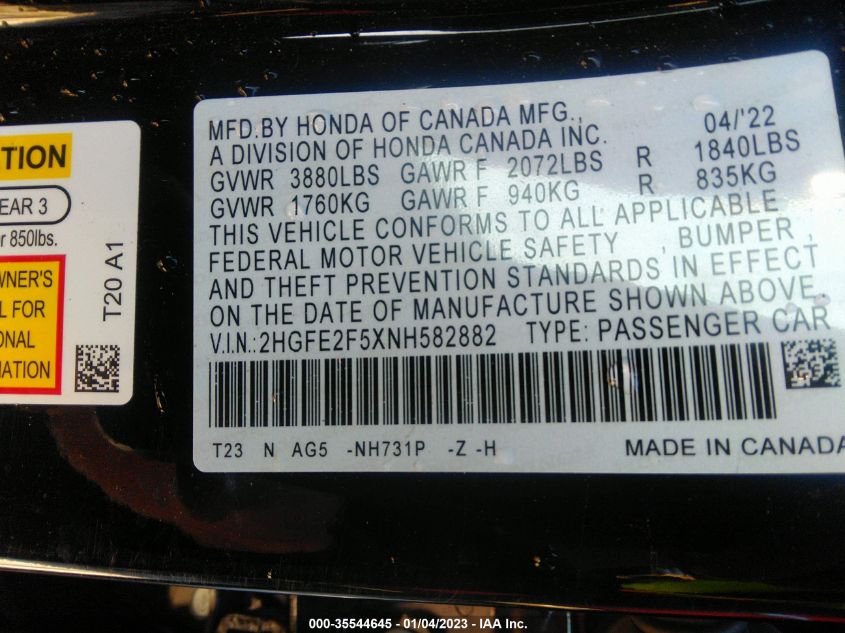 TION
EAR 3
r 850lbs.
WNER'S
L FOR
ONAL
MATION
T20 A1
MFD.BY HONDA OF CANADA MFG., 04/'22
A DIVISION OF HONDA CANADA INC.
GVWR 3880LBS GAWR F 2072LBS R 1840LBS
GVWR 1760KG GAWR F 940KG R 835KG
THIS VEHICLE CONFORMS TO ALL APPLICABLE
FEDERAL MOTOR VEHICLE SAFETY , BUMPER ,
AND THEFT PREVENTION STANDARDS IN EFFECT
ON THE DATE OF MANUFACTURE SHOWN ABOVE.
V.I.N.:2HGFE2F5XNH582882 TYPE: PASSENGER CAR
T23 N AG5 -NH731P -Z -H MADE IN CANADA
000-35544645 - 01/04/2023 - IAA Inc.